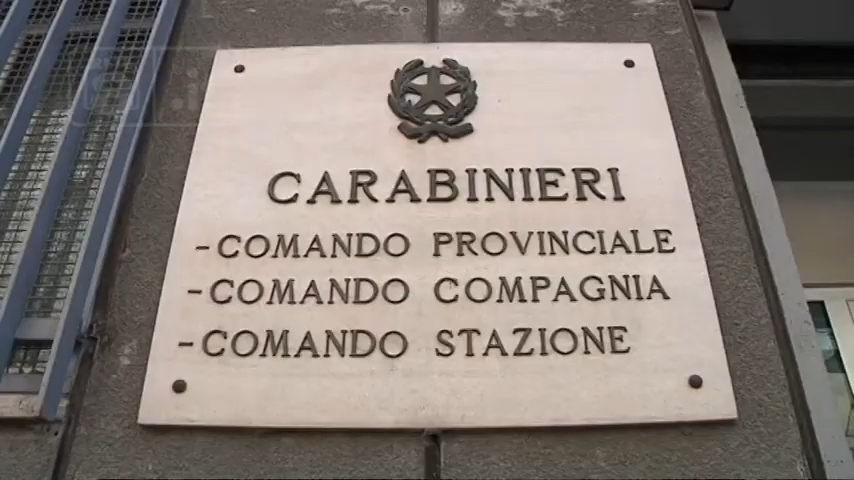 CARABINIERI
-COMANDO PROVINCIALE
-COMANDO COMPAGNIA
-COMANDO STAZIONE